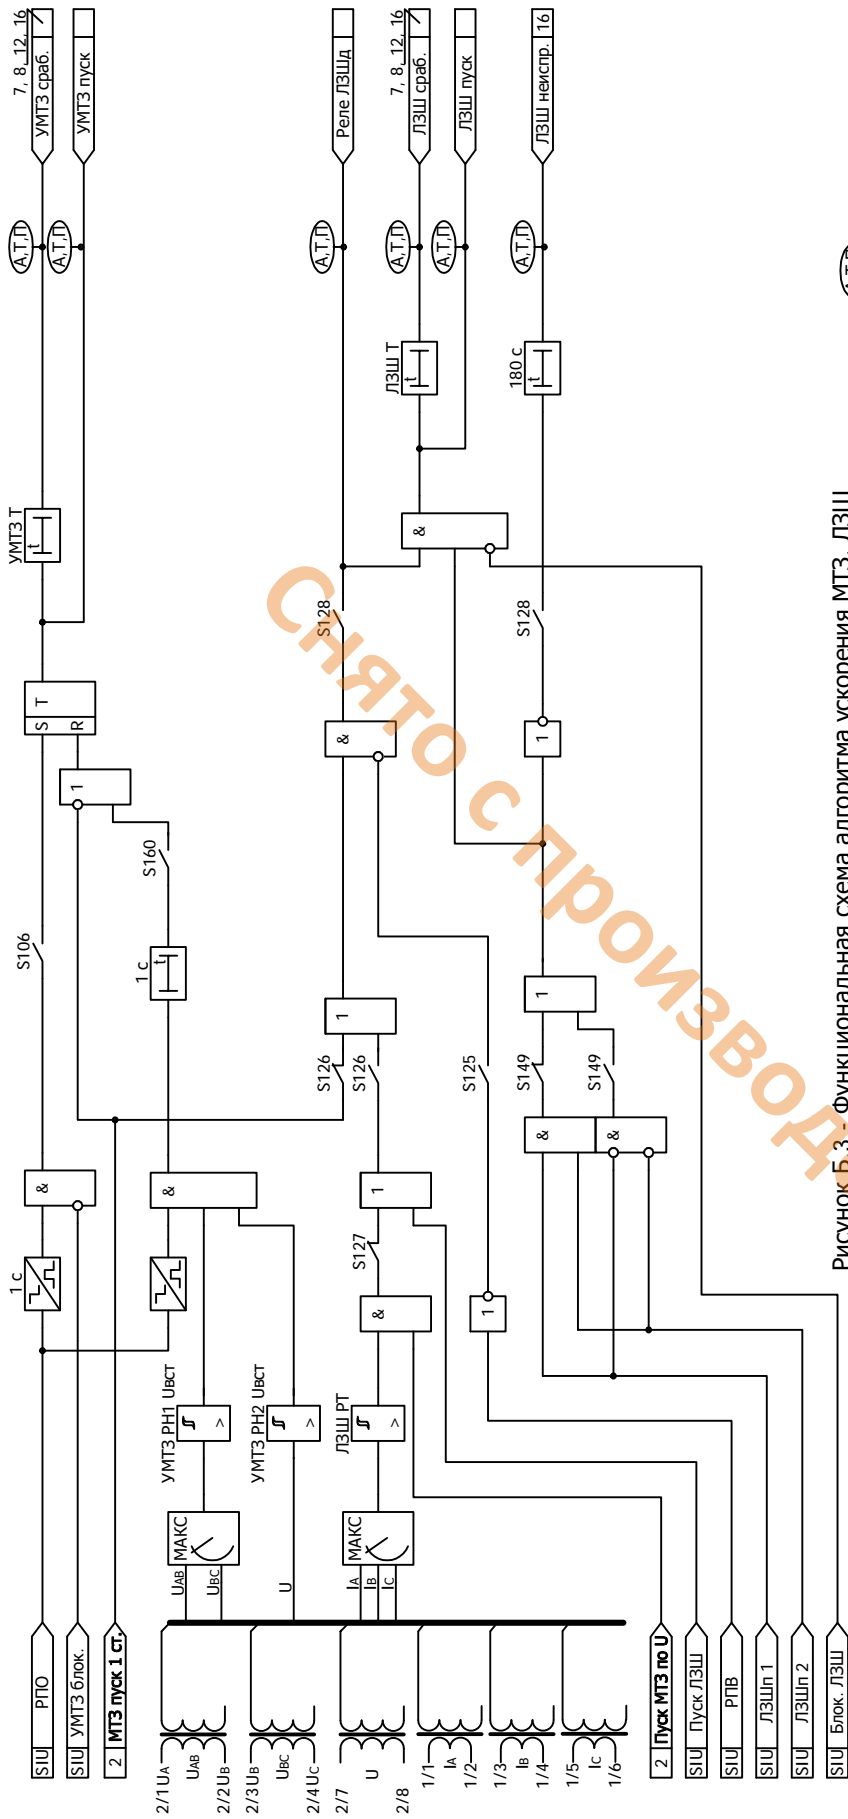 7, 8, 12, 16
УМТЗ сраб.
УМТЗ пуск
Реле ЛЗШд
7, 8, 12, 16
ЛЗШ сраб.
ЛЗШ пуск
ЛЗШ неиспр. 16
А,Т,П
А,Т,П
А,Т,П
А,Т,П
А,Т,П
А,Т,П
УМТЗ Т
t
ЛЗШ Т
t
180 с
t
S T
R
1
S106
S160
1 с
t
&
1 с
&
S128
&
S128
&
1
1
S126
S126
S125
S149
S149
1
&
&
1
S127
&
1
УМТЗ РН1 Uвст
>
УМТЗ РН2 Uвст
>
ЛЗШ РТ
>
МАКС
МАКС
UAB
UBC
U
IA
IB
IC
SIU РПО
SIU УМТЗ блок.
2 МТЗ пуск 1 ст.
2/1 UA
UAB
2/2 UB
2/3 UB
UBC
2/4 UC
2/7
U
2/8
1/1
IA
1/2
1/3
IB
1/4
1/5
IC
1/6
2 Пуск МТЗ по U
SIU Пуск ЛЗШ
SIU РПВ
SIU ЛЗШп 1
SIU ЛЗШп 2
SIU Блок. ЛЗШ
Рисунок Б.3 - Функциональная схема алгоритма ускорения МТЗ, ЛЗШ
Снято с производ